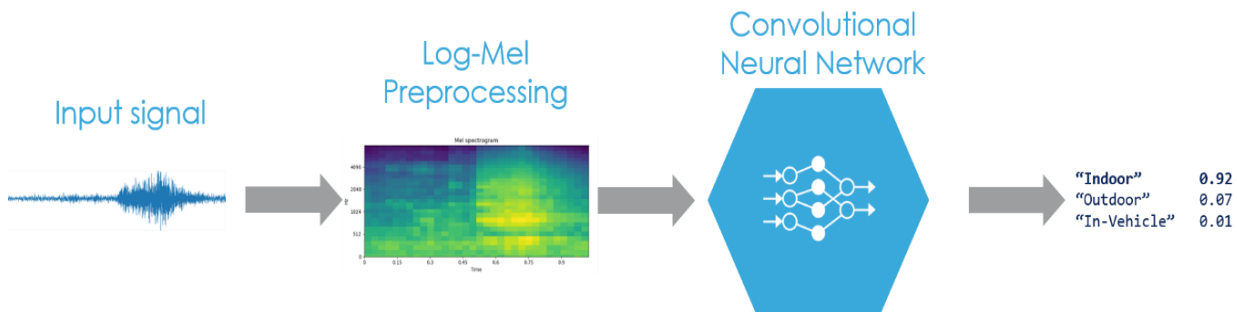 Input signal
Log-Mel
Preprocessing
Mel spectrogram
4096
2048
1024
512
0
Hz
0
0.15
0.3
0.45
0.6
0.75
0.9
Time
Convolutional
Neural Network
“Indoor” 0.92
“Outdoor” 0.07
“In-Vehicle” 0.01